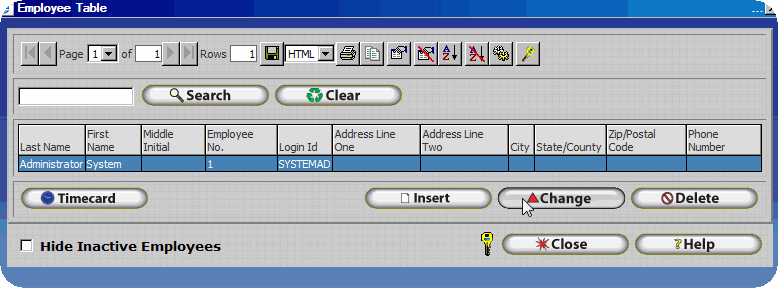 Employee Table
Page 1 of 1 Rows 1 HTML
Search Clear
Last Name First Name Middle Initial Employee No. Login Id Address Line One Address Line Two City State/County Zip/Postal Code Phone Number
Administrator System 1 SYSTEMAD
Timecard Insert Change Delete
Hide Inactive Employees Close Help